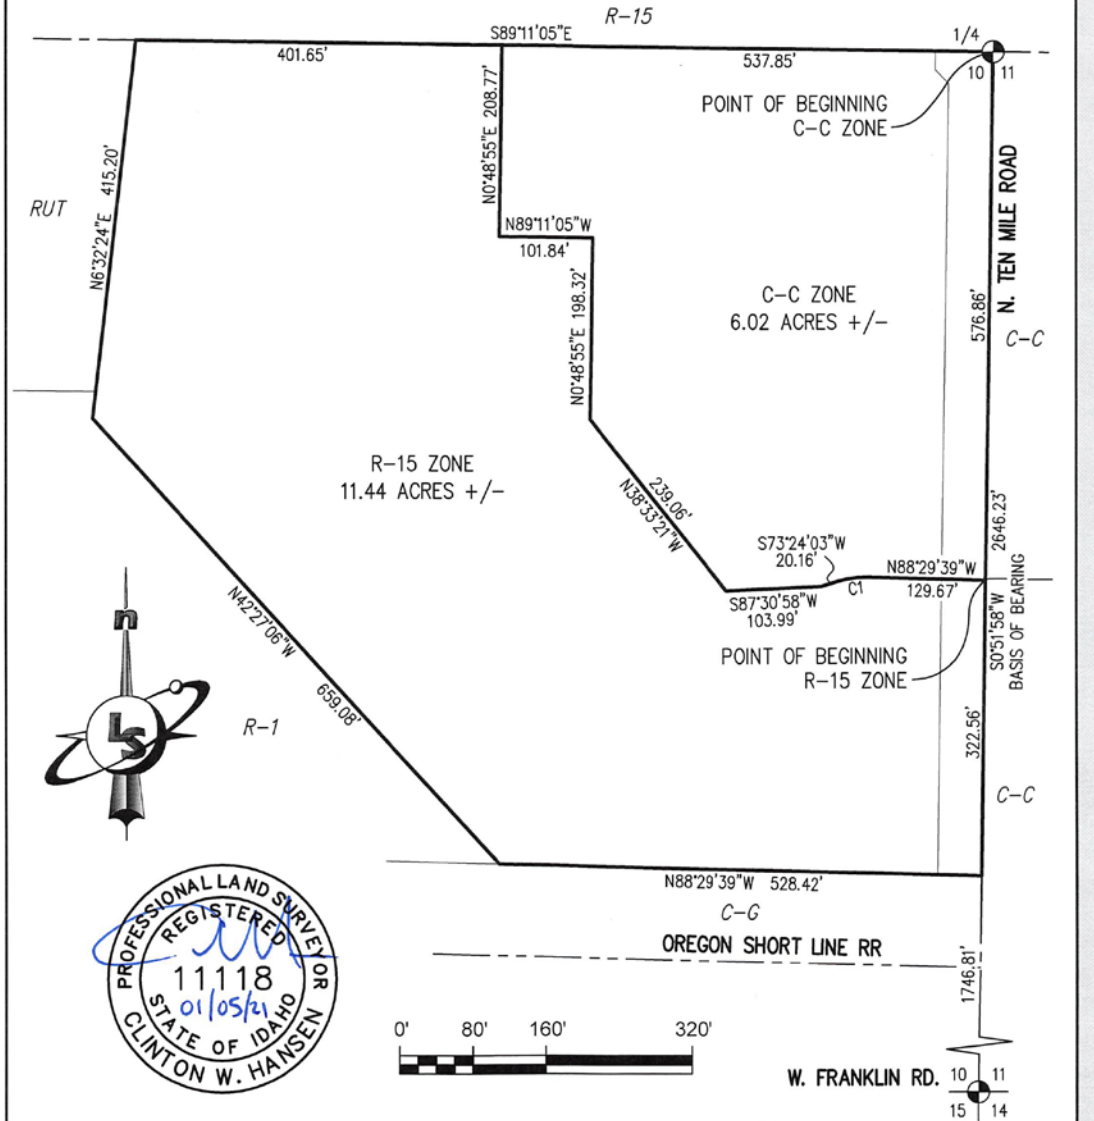 R-15
S89°11'05"E
401.65'
537.85'
1/4
10 11
POINT OF BEGINNING
C-C ZONE
N0°48'55"E 208.77'
N6°32'24"E 415.20'
RUT
N89°11'05"W
101.84'
N. TEN MILE ROAD
C-C ZONE
6.02 ACRES +/-
576.86'
C-C
N0°48'55"E 198.32'
R-15 ZONE
11.44 ACRES +/-
239.06'
N38°33'21"W
2646.23'
S0°51'58"W
BASIS OF BEARING
S73°24'03"W
20.16'
N88°29'39"W
129.67'
C1
S87°30'58"W
103.99'
POINT OF BEGINNING
R-15 ZONE
N42°27'06"W
659.08'
n
LS
R-1
322.56'
C-C
N88°29'39"W 528.42'
C-G
OREGON SHORT LINE RR
1746.81'
PROFESSIONAL LAND SURVEYOR
REGISTERED
11118
01/05/21
STATE OF IDAHO
CLINTON W. HANSEN
0' 80' 160' 320'
W. FRANKLIN RD.
10 11
15 14